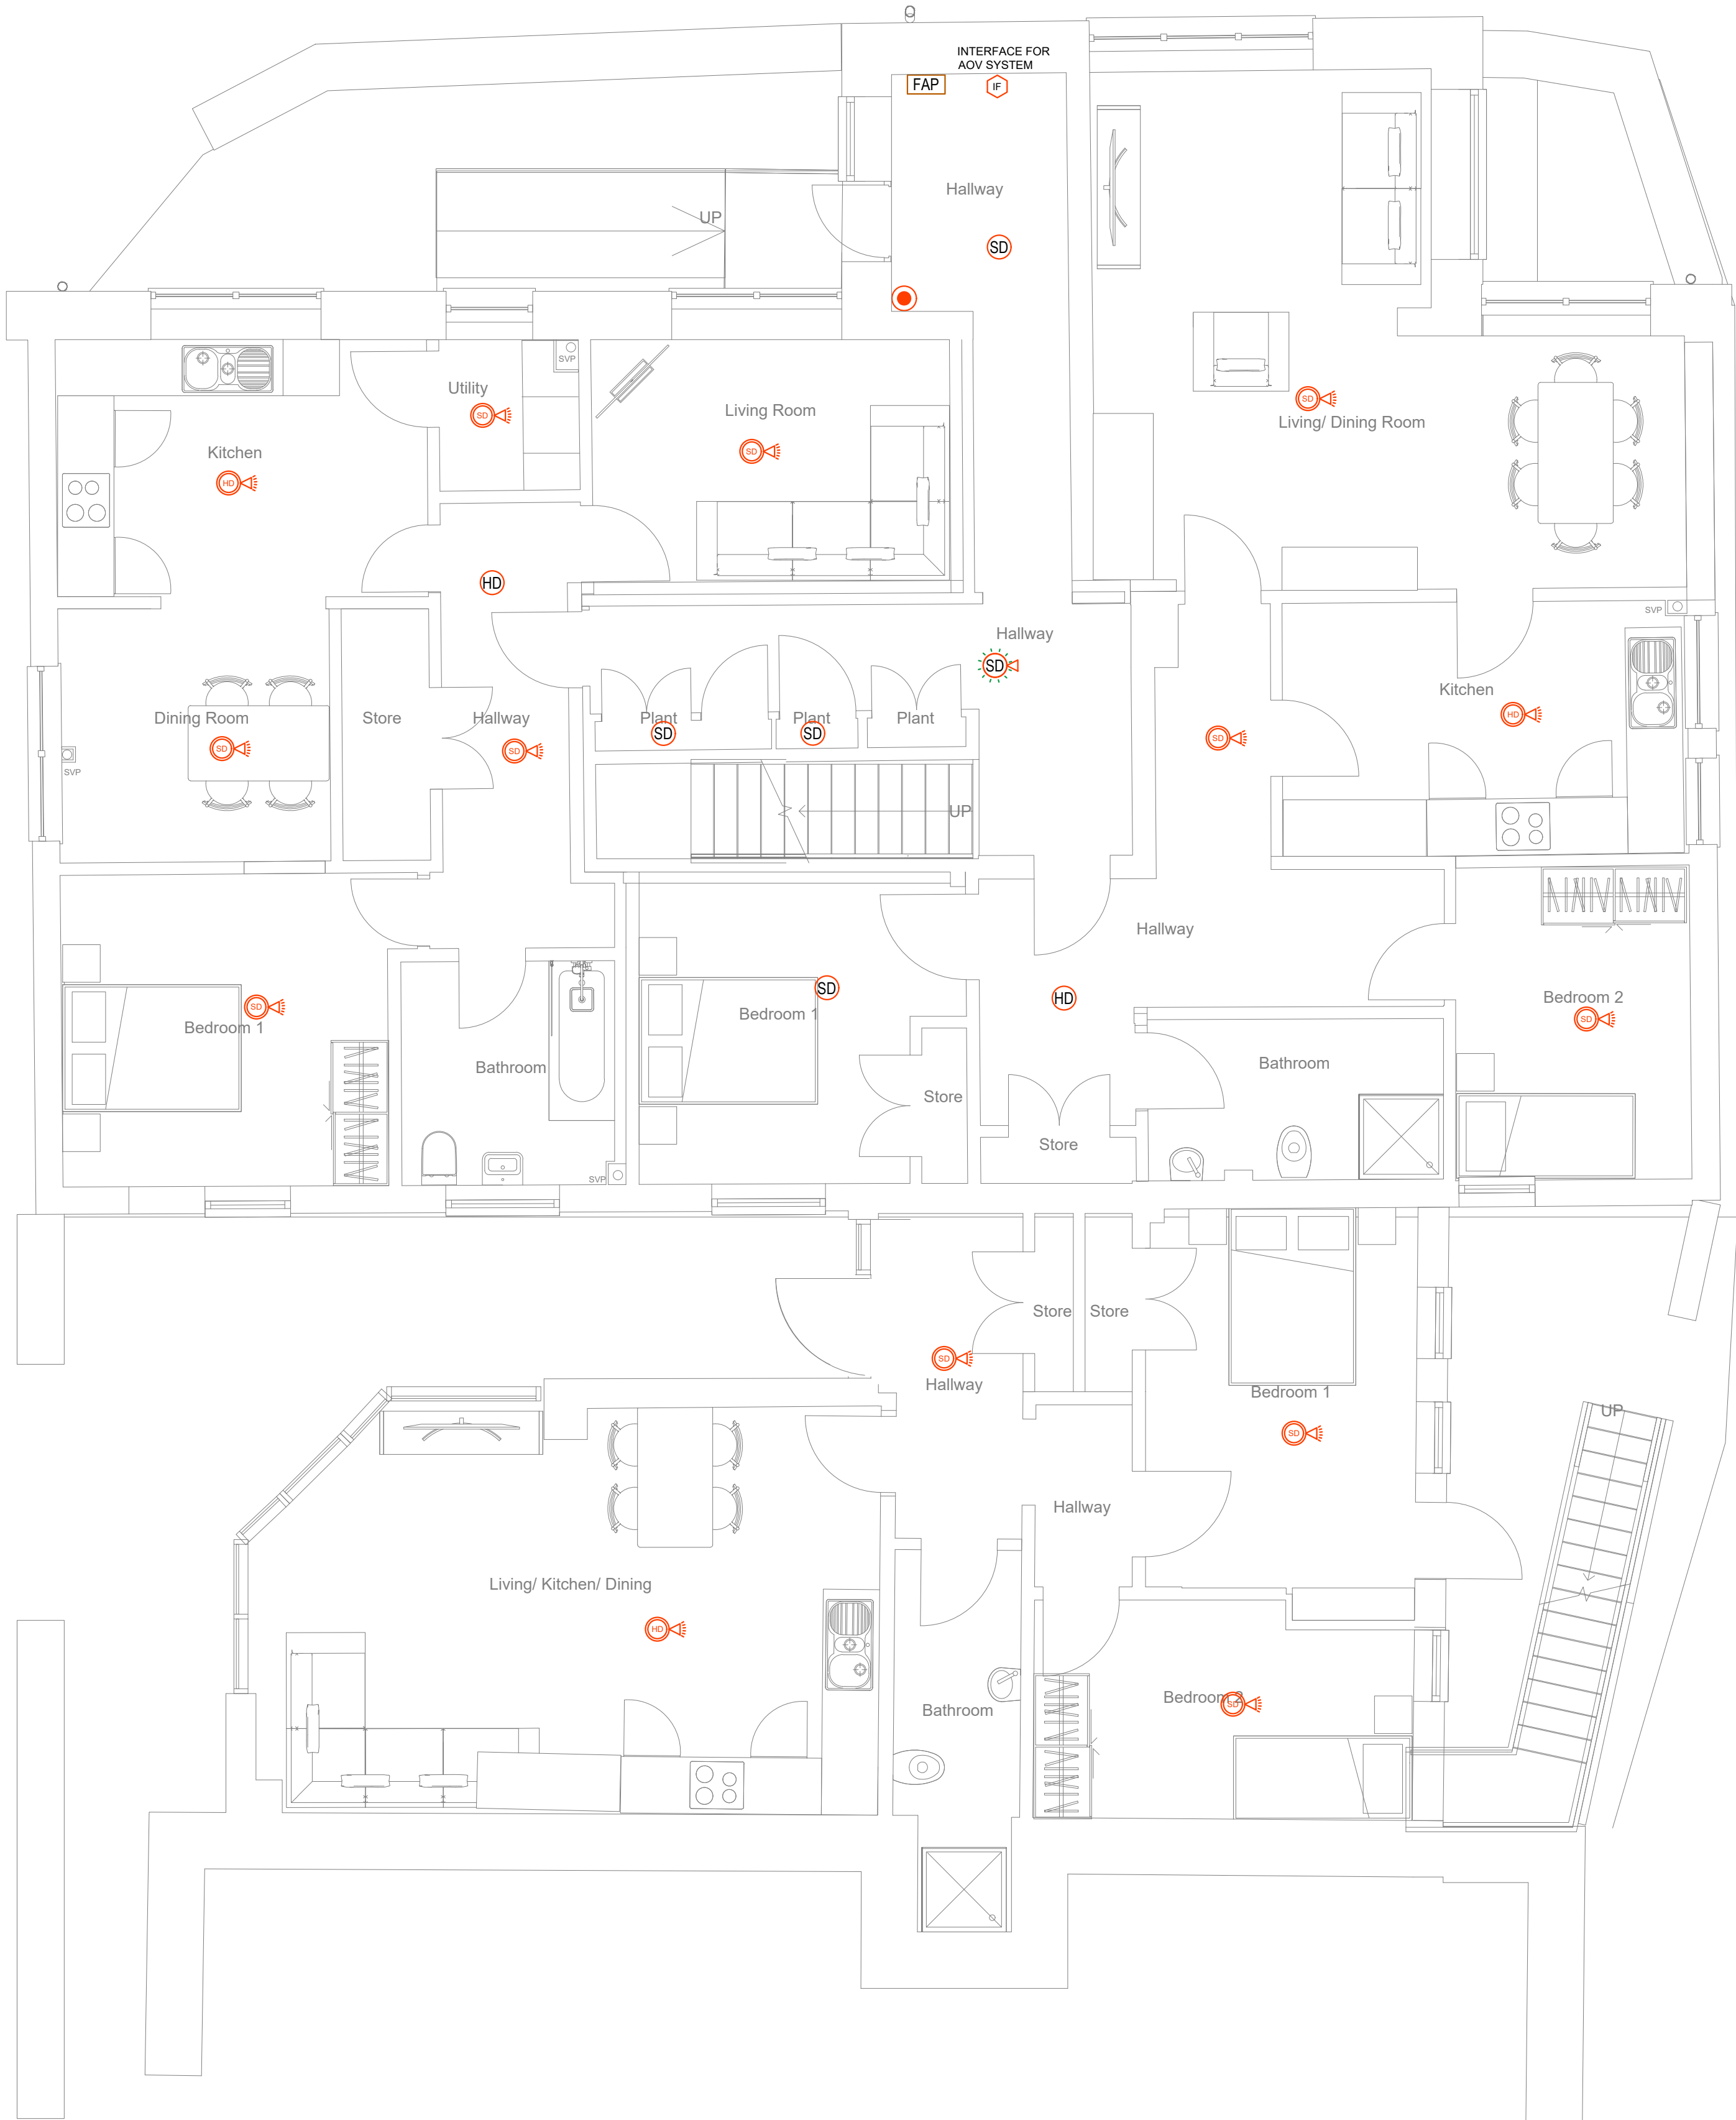 INTERFACE FOR
AOV SYSTEM
FAP
IF
Hallway
UP
SD
SVP
Utility
SD
Living Room
SD
SD
Living/ Dining Room
Kitchen
HD
HD
SVP
Hallway
SD
Kitchen
HD
Dining Room
SD
SVP
Store
Hallway
SD
Plant
SD
Plant
SD
Plant
SD
UP
Hallway
Bedroom 1
SD
Bedroom 1
SD
HD
Bedroom 2
SD
Bathroom
Bathroom
Store
Store
SVP
Store
Store
SD
Hallway
Bedroom 1
SD
UP
Hallway
Living/ Kitchen/ Dining
HD
Bathroom
Bedroom 2
SD